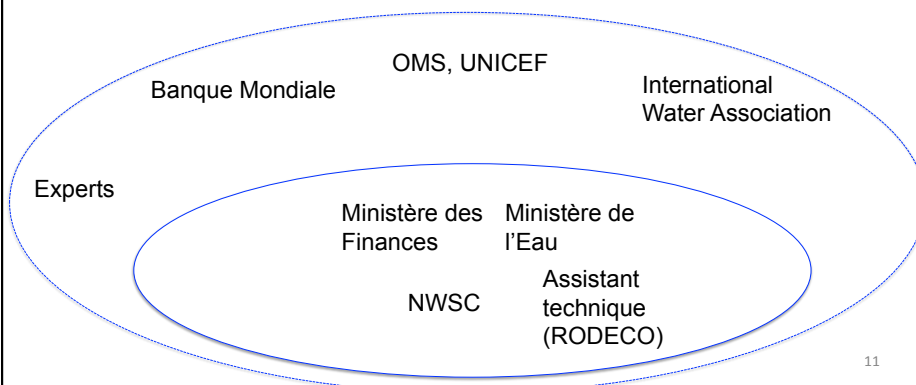 OMS, UNICEF
Banque Mondiale
International
Water Association
Experts
Ministère des
Finances
Ministère de
l’Eau
NWSC
Assistant
technique
(RODECO)
11